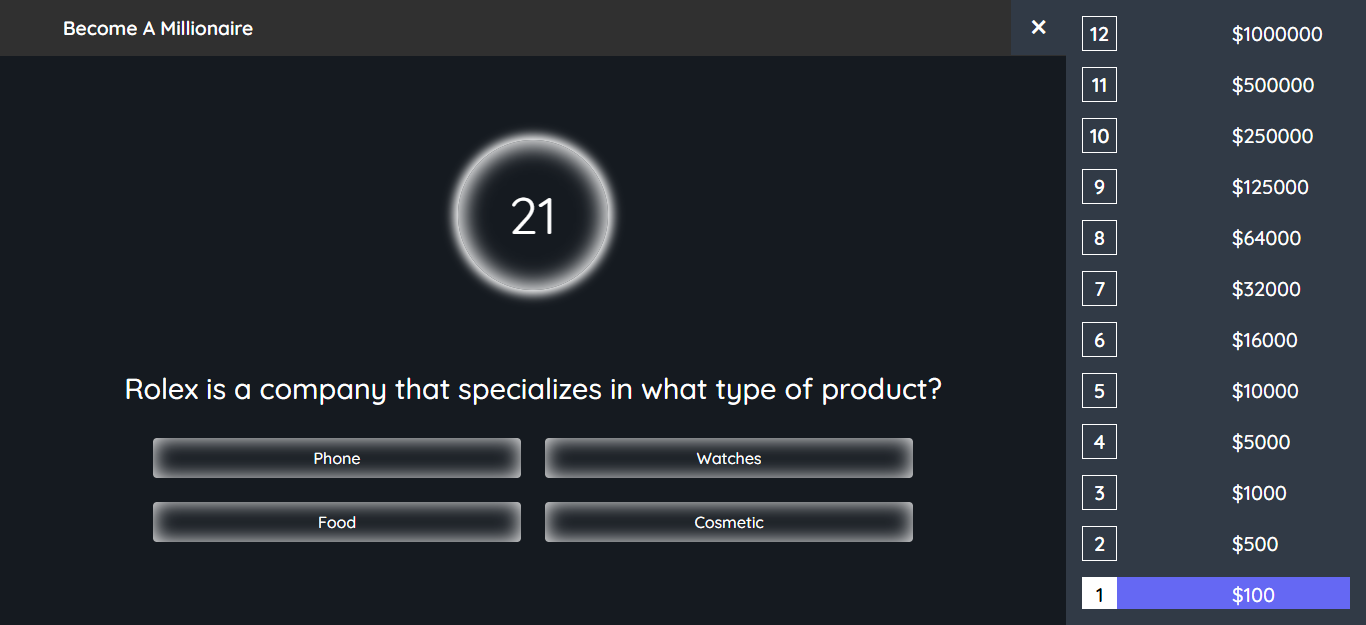 Become A Millionaire
×
21
Rolex is a company that specializes in what type of product?
Phone
Watches
Food
Cosmetic
12 $1000000
11 $500000
10 $250000
9 $125000
8 $64000
7 $32000
6 $16000
5 $10000
4 $5000
3 $1000
2 $500
1 $100